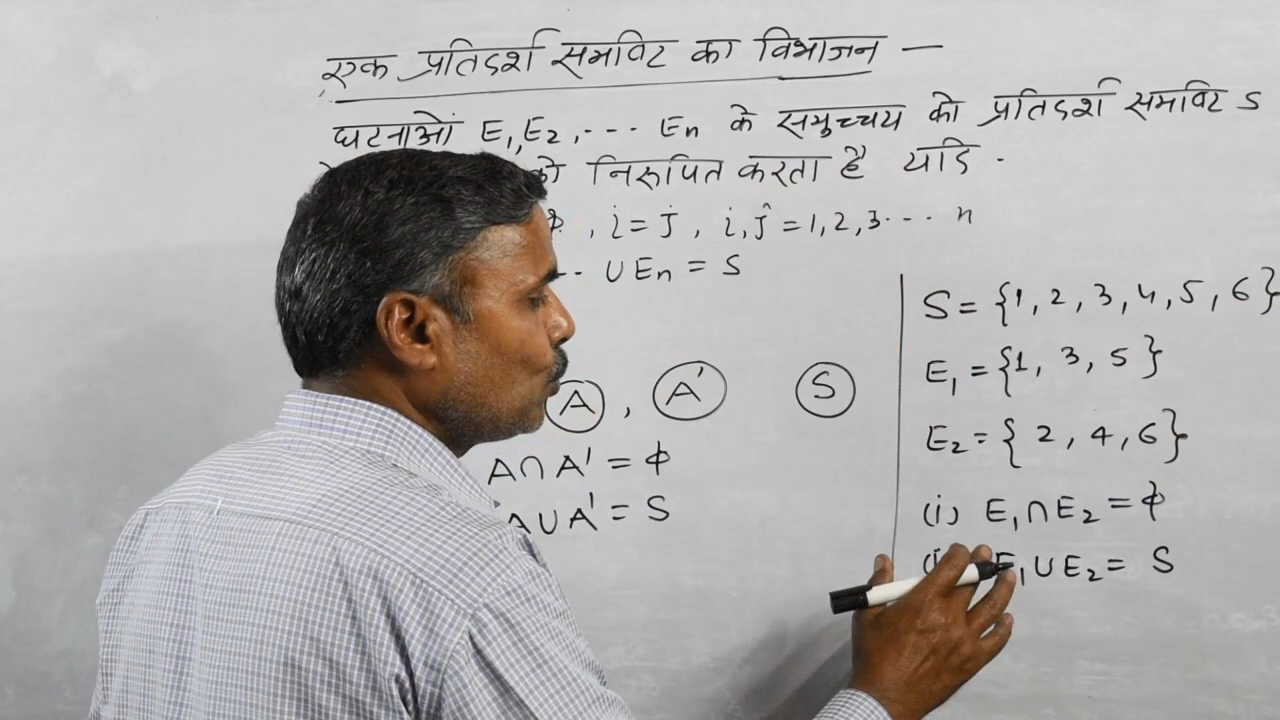 एक प्रतिदर्श समष्टि का विभाजन —
घटनाओं E₁,E₂,--- Eₙ के समुच्चय को प्रतिदर्श समष्टि S
को निरूपित करता है यदि -
ϕ , i = j , i, j = 1, 2, 3 --- n
-- ∪ Eₙ = S
A , A' S
A ∩ A' = ϕ
A ∪ A' = S
S = {1, 2, 3, 4, 5, 6}
E₁ = {1, 3, 5}
E₂ = { 2, 4, 6}
(i) E₁ ∩ E₂ = ϕ
E₁ ∪ E₂ = S